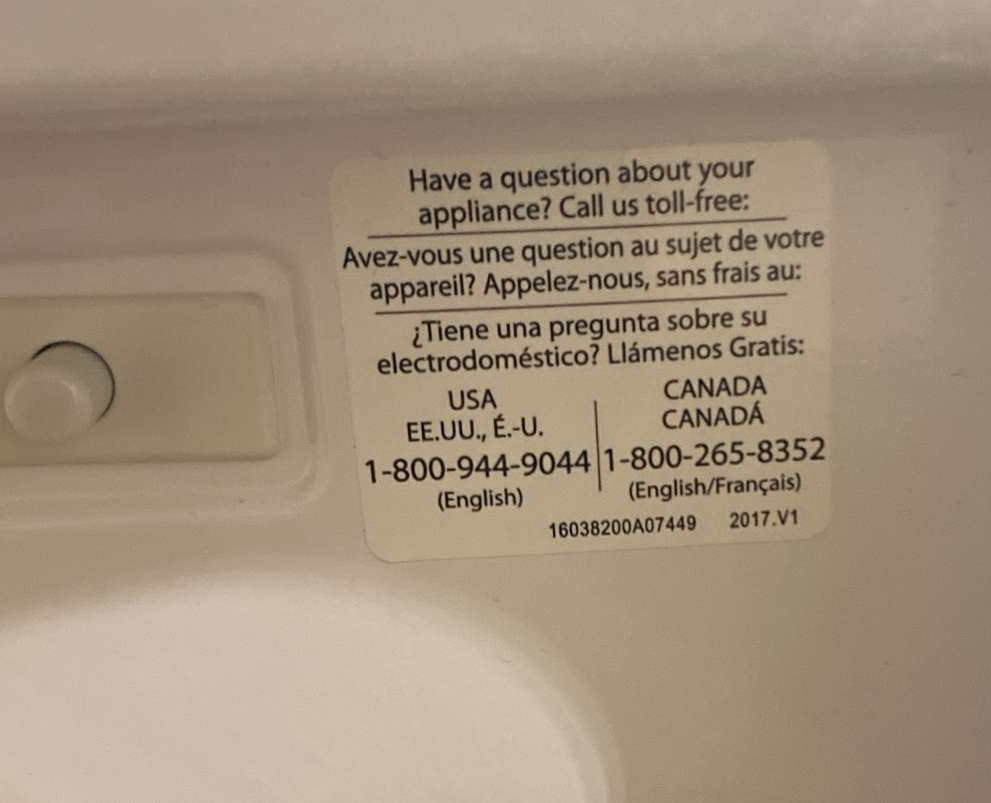 Have a question about your
appliance? Call us toll-free:
Avez-vous une question au sujet de votre
appareil? Appelez-nous, sans frais au:
¿Tiene una pregunta sobre su
electrodoméstico? Llámenos Gratis:
USA
EE.UU., É.-U.
1-800-944-9044
(English)
CANADA
CANADÁ
1-800-265-8352
(English/Français)
16038200A07449 2017.V1